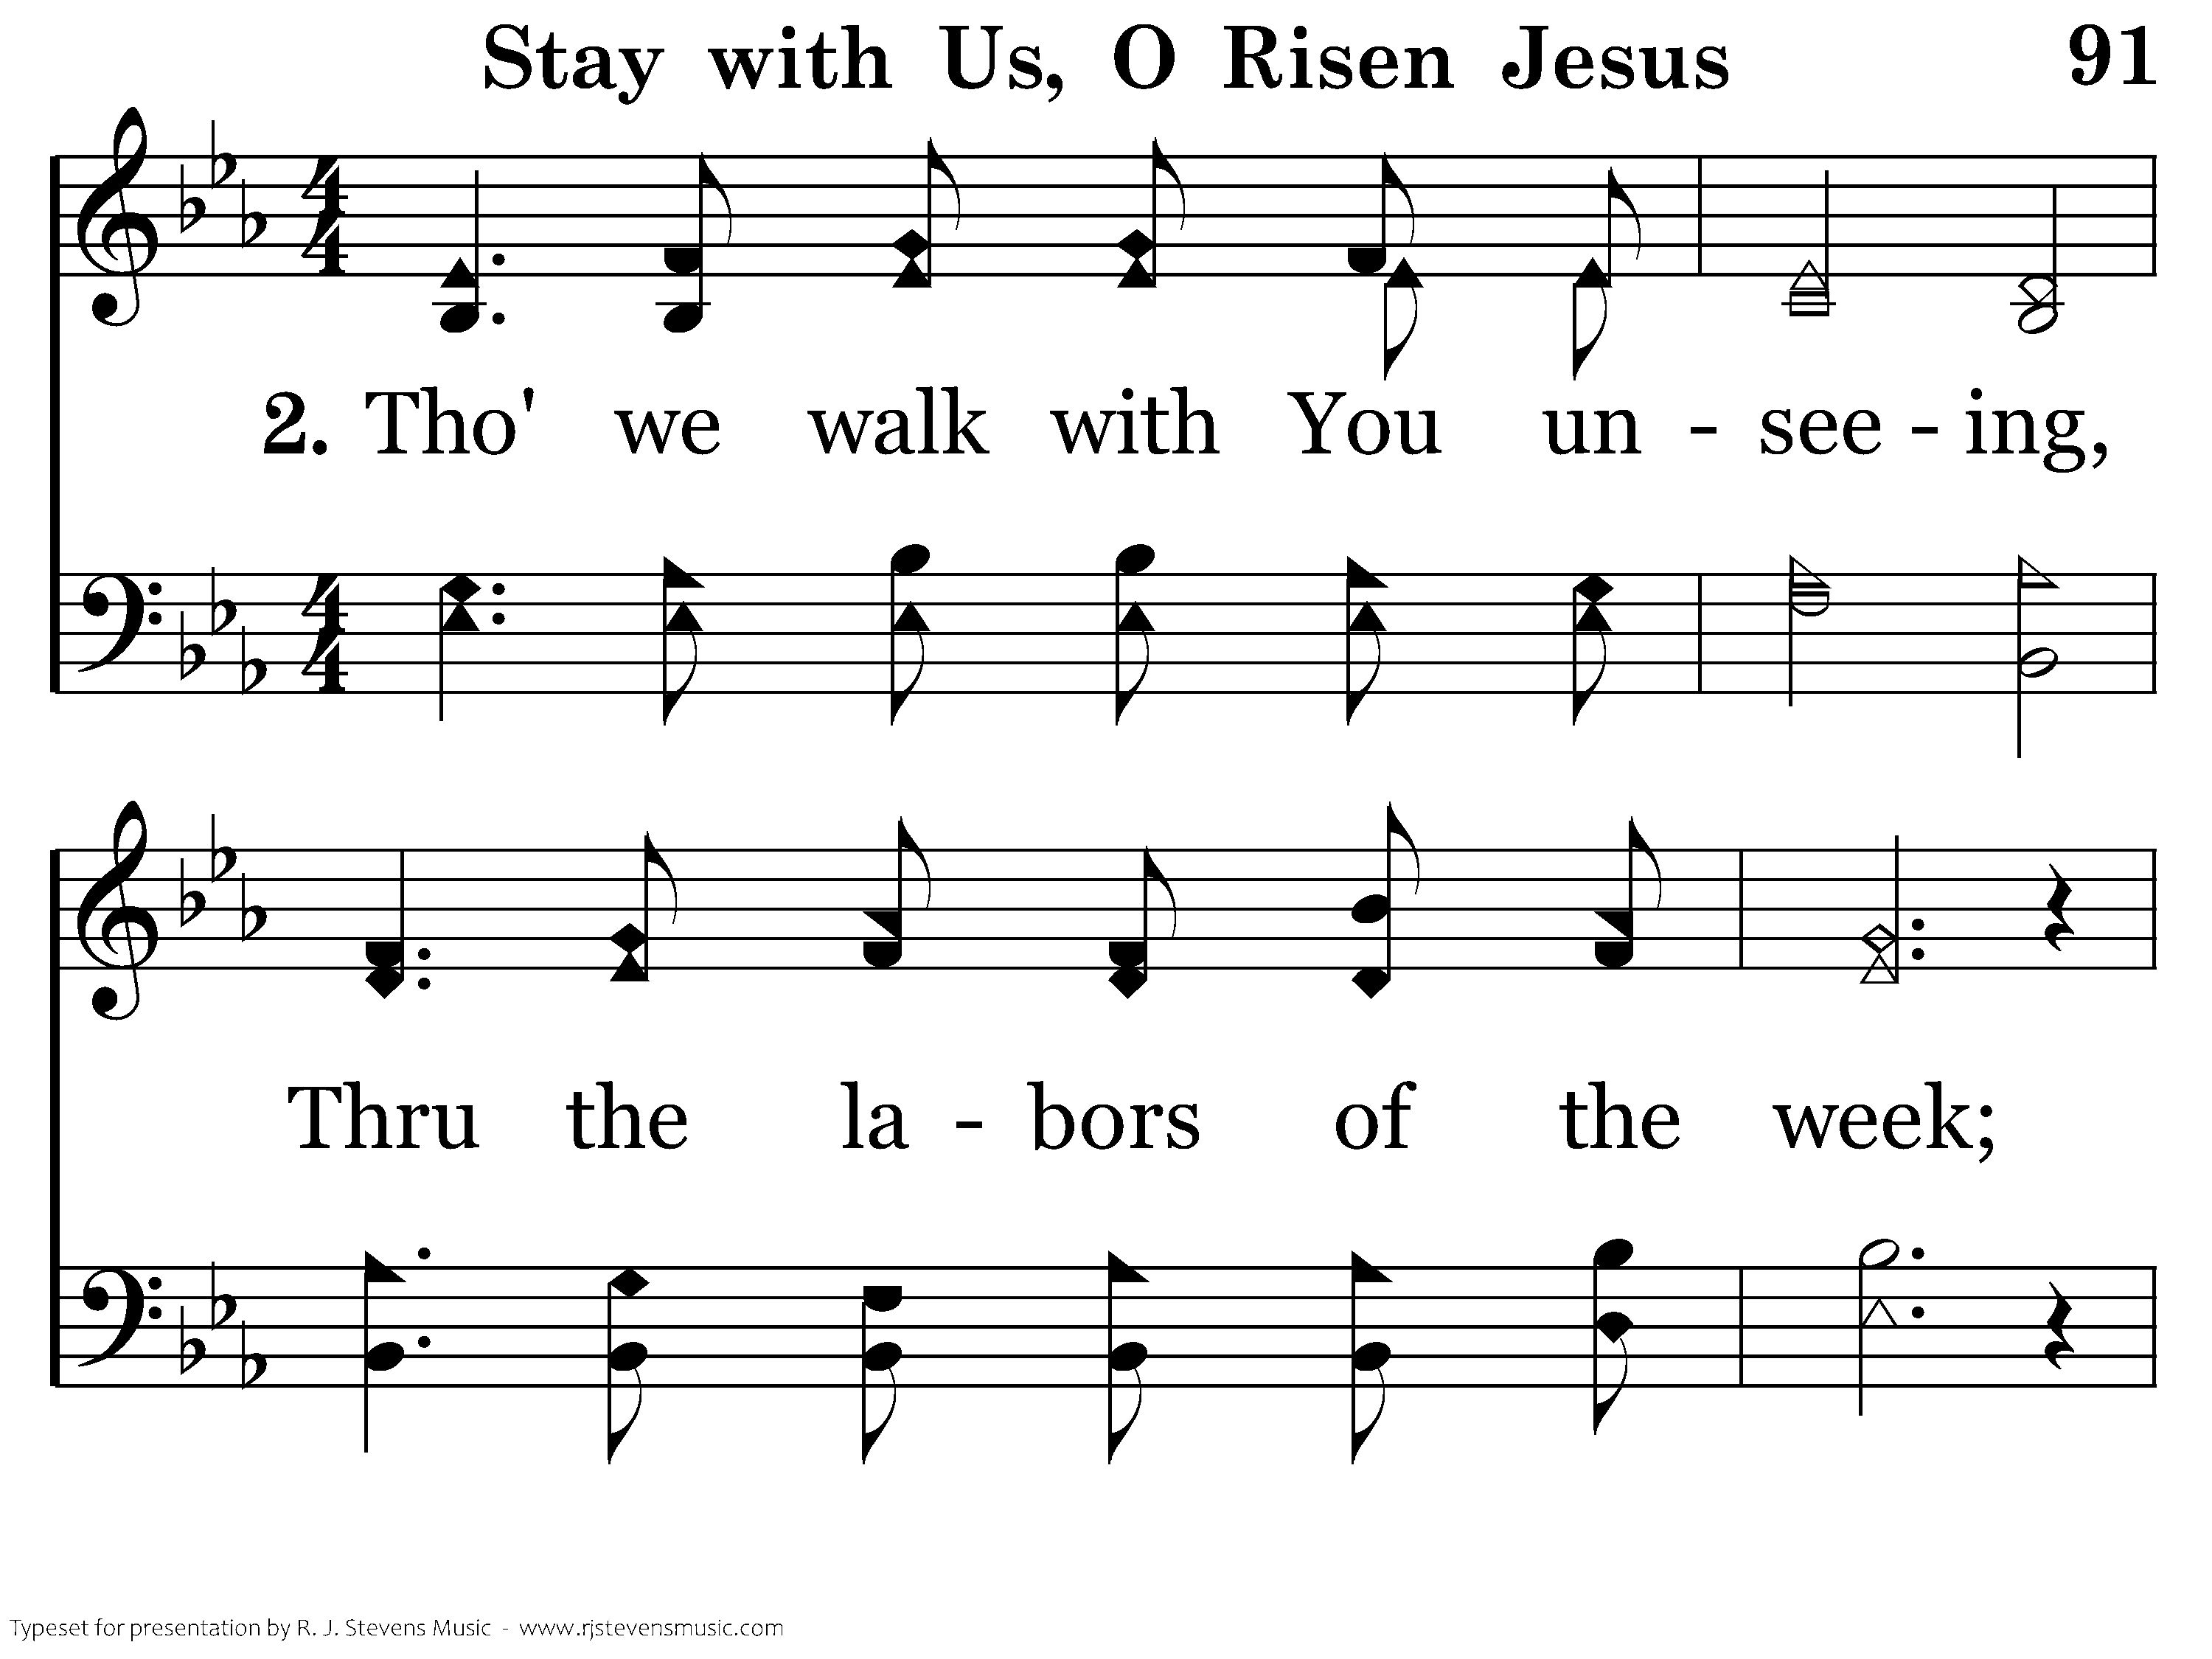 Stay with Us, O Risen Jesus 91
2. Tho' we walk with You un - see - ing,
Thru the la - bors of the week;
Typeset for presentation by R. J. Stevens Music - www.rjstevensmusic.com